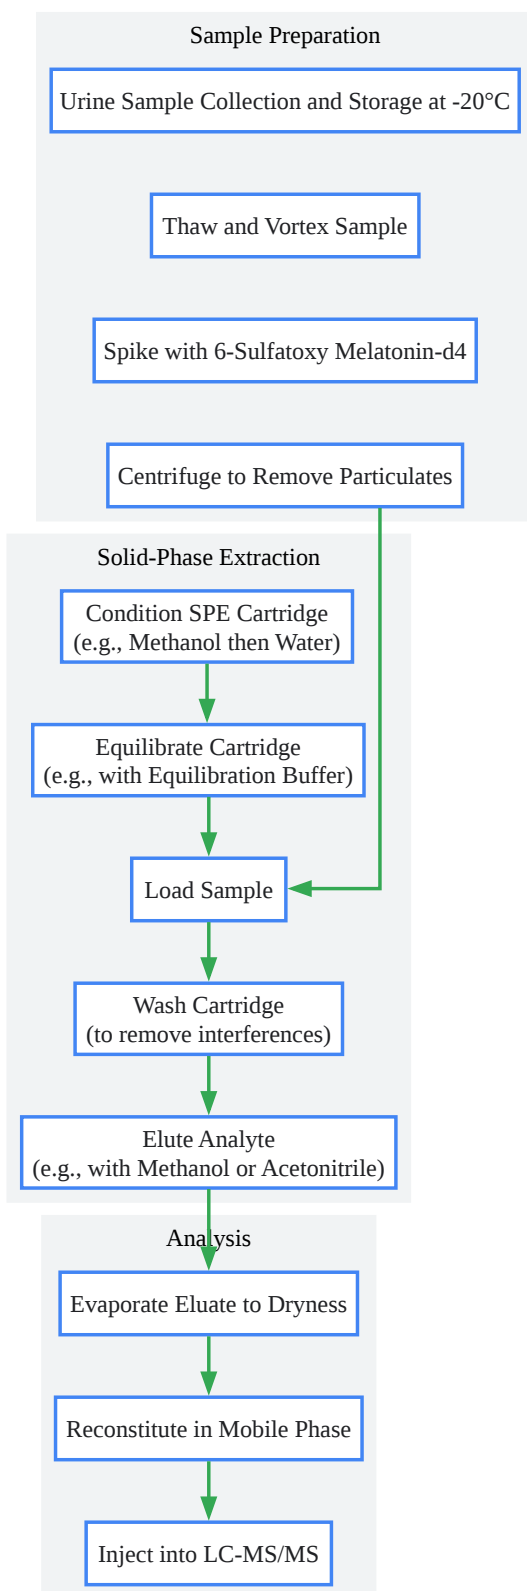 Sample Preparation
Urine Sample Collection and Storage at -20°C
Thaw and Vortex Sample
Spike with 6-Sulfatoxy Melatonin-d4
Centrifuge to Remove Particulates
Solid-Phase Extraction
Condition SPE Cartridge
(e.g., Methanol then Water)
Equilibrate Cartridge
(e.g., with Equilibration Buffer)
Load Sample
Wash Cartridge
(to remove interferences)
Elute Analyte
(e.g., with Methanol or Acetonitrile)
Analysis
Evaporate Eluate to Dryness
Reconstitute in Mobile Phase
Inject into LC-MS/MS